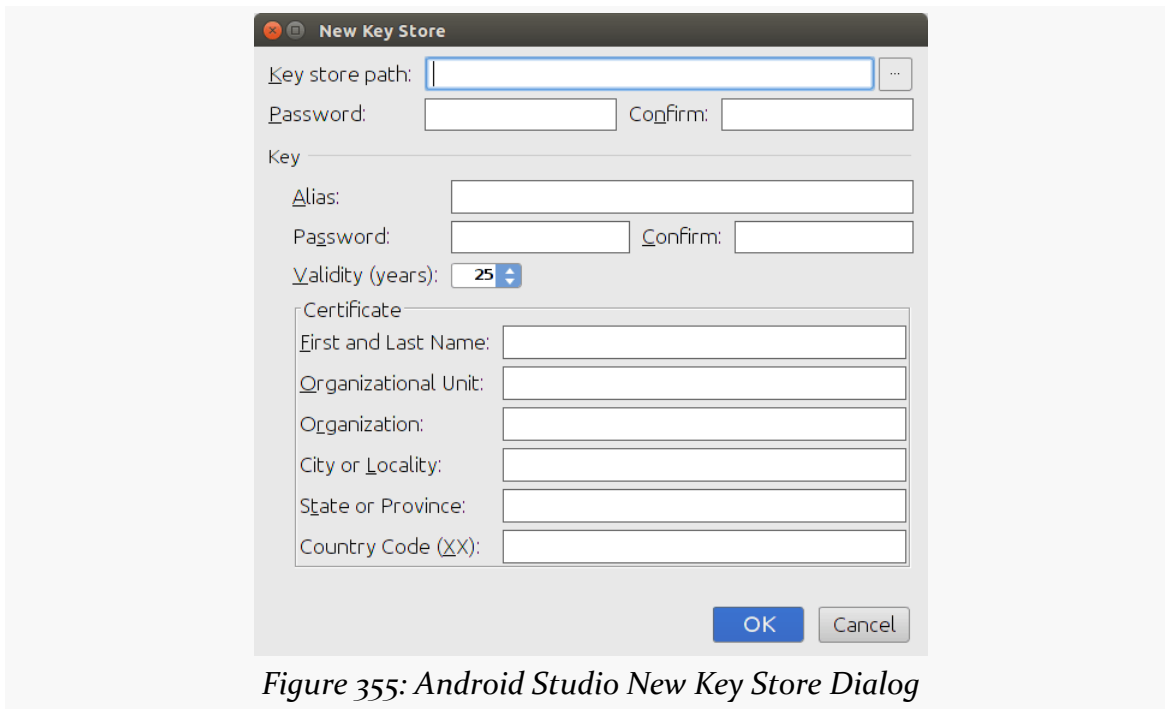 New Key Store
Key store path: ...
Password: Confirm:
Key
Alias:
Password: Confirm:
Validity (years): 25
Certificate
First and Last Name:
Organizational Unit:
Organization:
City or Locality:
State or Province:
Country Code (XX):
OK Cancel
Figure 355: Android Studio New Key Store Dialog